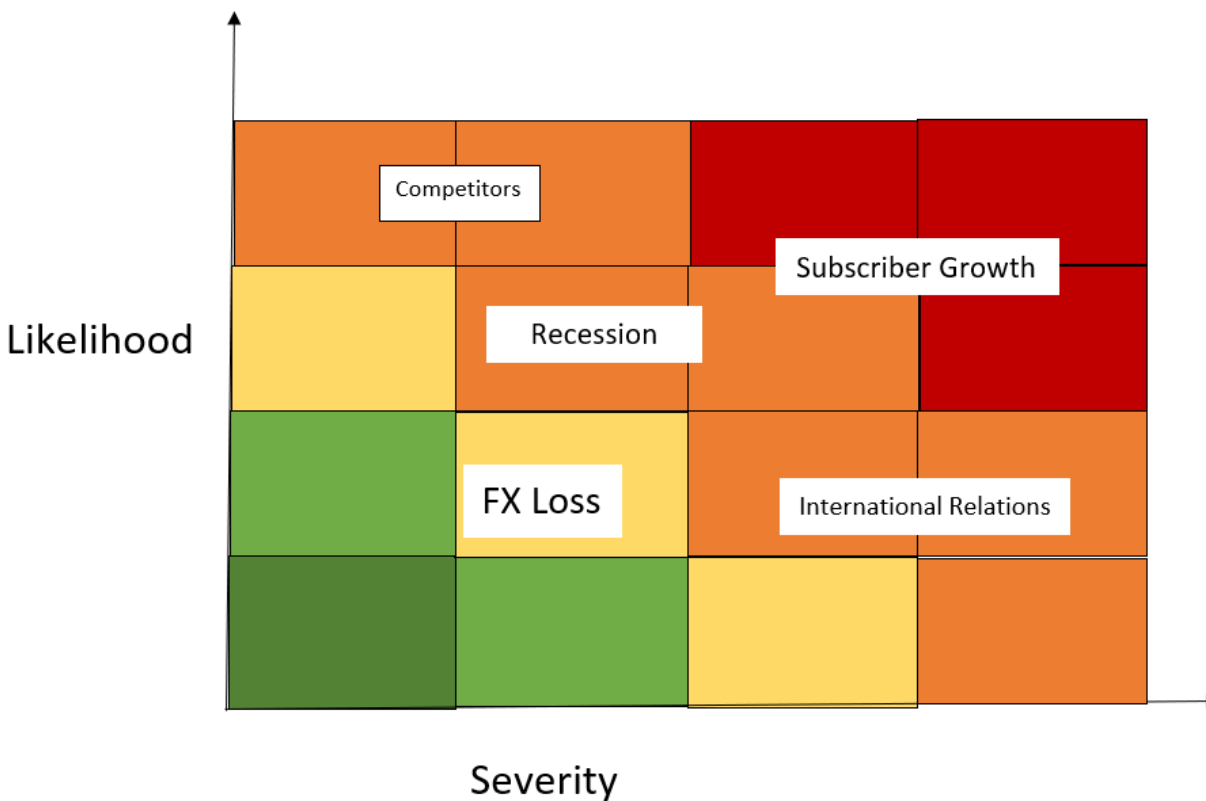 Competitors
Subscriber Growth
Likelihood
Recession
FX Loss
International Relations
Severity